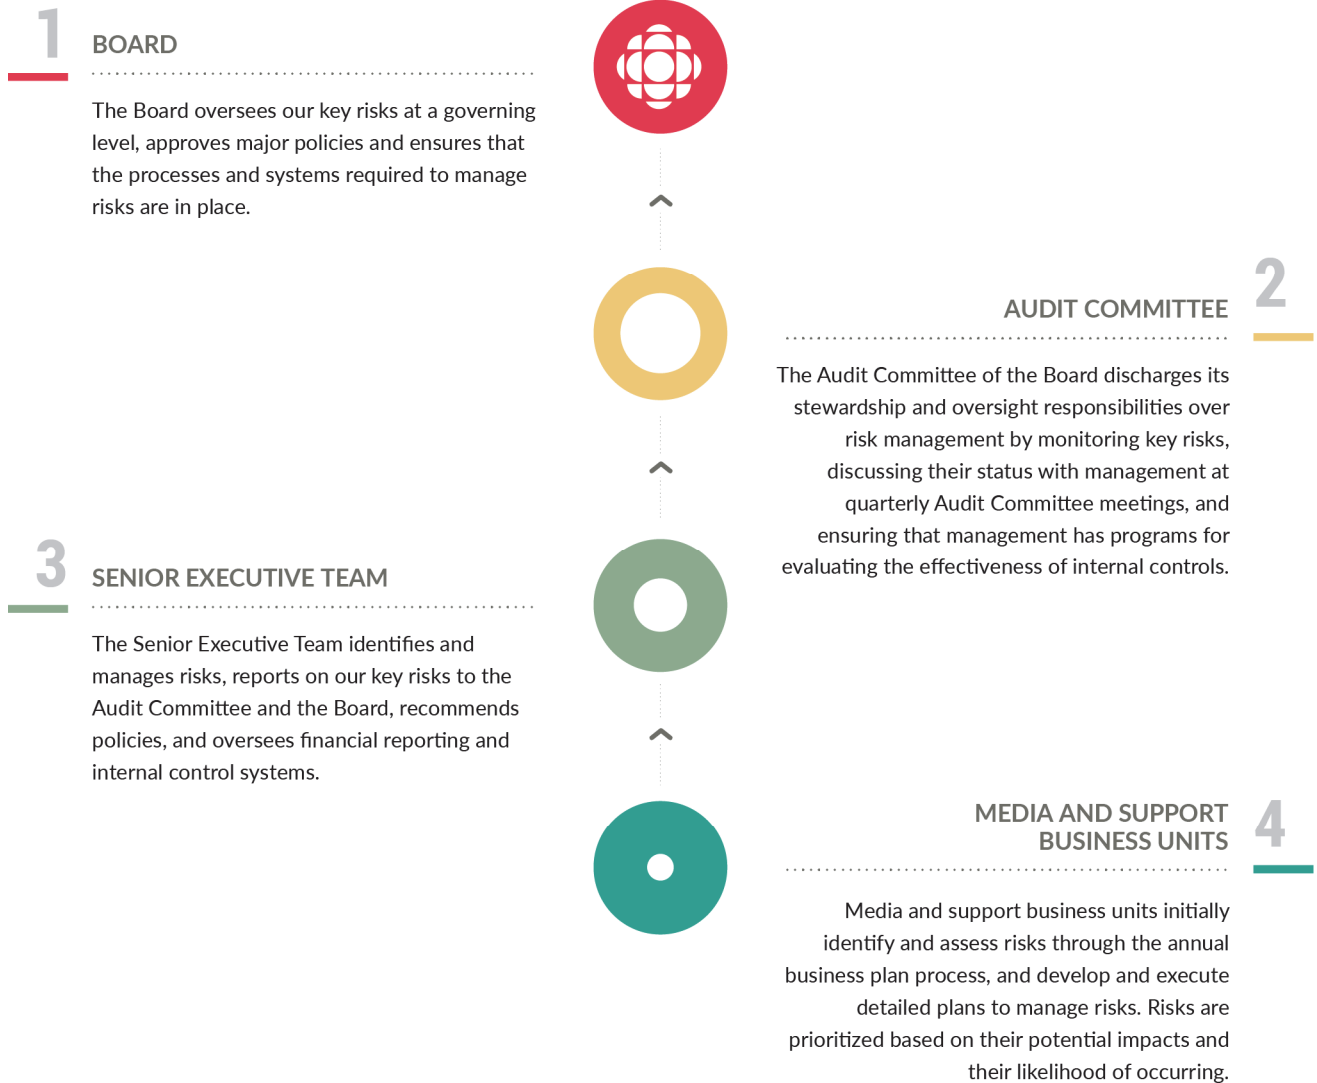 1
BOARD
The Board oversees our key risks at a governing
level, approves major policies and ensures that
the processes and systems required to manage
risks are in place.
2
AUDIT COMMITTEE
The Audit Committee of the Board discharges its
stewardship and oversight responsibilities over
risk management by monitoring key risks,
discussing their status with management at
quarterly Audit Committee meetings, and
ensuring that management has programs for
evaluating the effectiveness of internal controls.
3
SENIOR EXECUTIVE TEAM
The Senior Executive Team identifies and
manages risks, reports on our key risks to the
Audit Committee and the Board, recommends
policies, and oversees financial reporting and
internal control systems.
4
MEDIA AND SUPPORT
BUSINESS UNITS
Media and support business units initially
identify and assess risks through the annual
business plan process, and develop and execute
detailed plans to manage risks. Risks are
prioritized based on their potential impacts and
their likelihood of occurring.